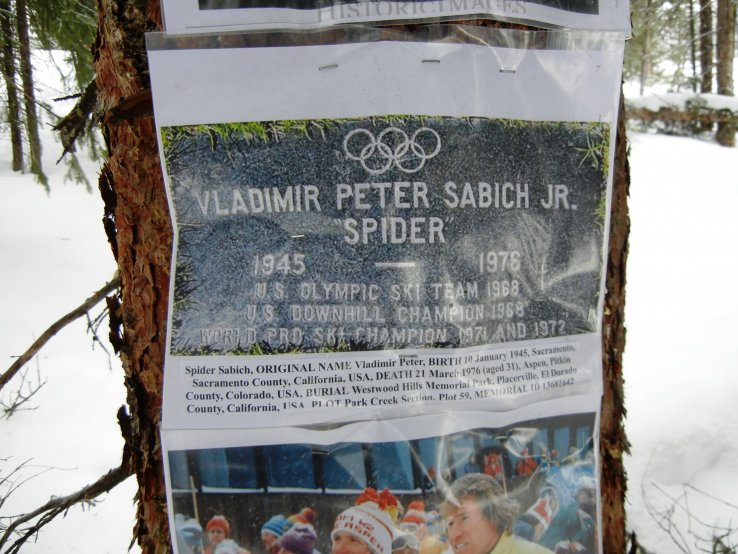 HISTORICIMAGES
VLADIMIR PETER SABICH JR.
"SPIDER"
1945 — 1976
U.S. OLYMPIC SKI TEAM 1968
U.S. DOWNHILL CHAMPION 1968
WORLD PRO SKI CHAMPION 1971 AND 1972
Spider Sabich, ORIGINAL NAME Vladimir Peter, BIRTH 10 January 1945, Sacramento,
Sacramento County, California, USA, DEATH 21 March 1976 (aged 31), Aspen, Pitkin
County, Colorado, USA, BURIAL Westwood Hills Memorial Park, Placerville, El Dorado
County, California, USA, PLOT Park Creek Section, Plot 59, MEMORIAL ID 13681642
ASPEN